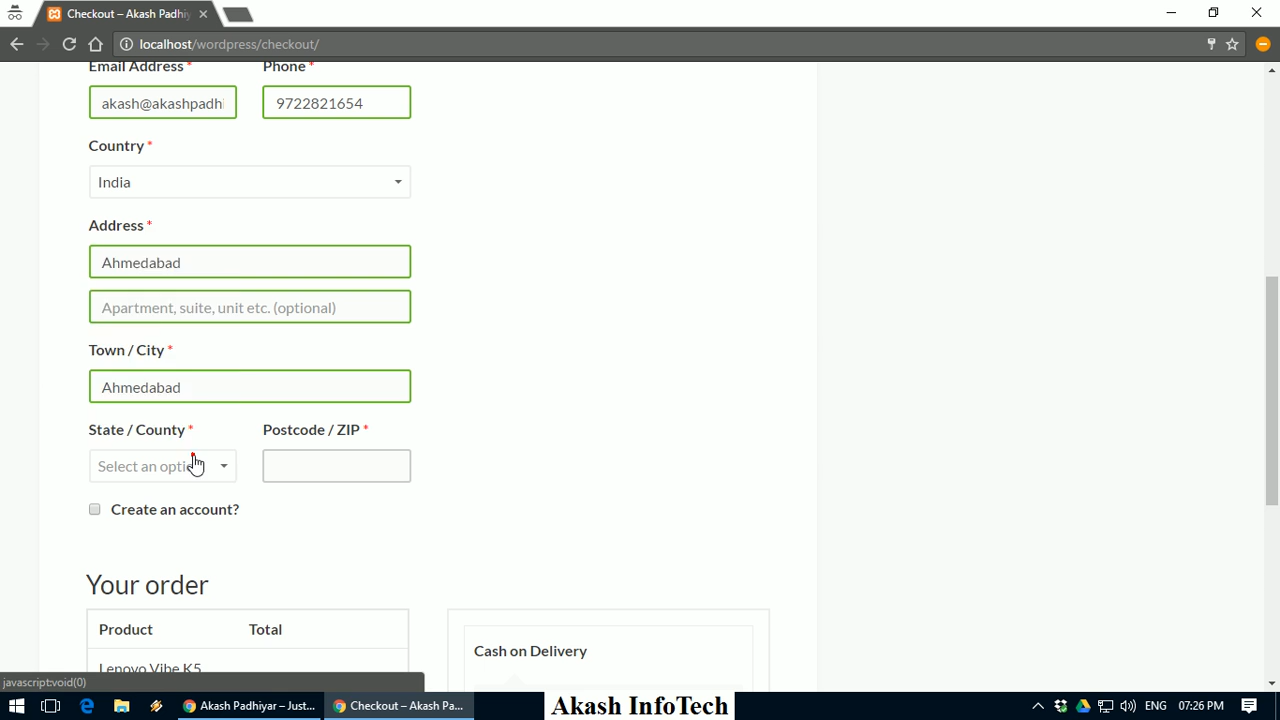 Checkout – Akash Padhiy
localhost/wordpress/checkout/
Email Address * Phone *
akash@akashpadhi 9722821654
Country *
India
Address *
Ahmedabad
Apartment, suite, unit etc. (optional)
Town / City *
Ahmedabad
State / County * Postcode / ZIP *
Select an opti
Create an account?
Your order
Product Total
Cash on Delivery
Lenovo Vibe K5
javascript:void(0)
Akash Padhiyar – Just... Checkout – Akash Pa... Akash InfoTech ENG 07:26 PM